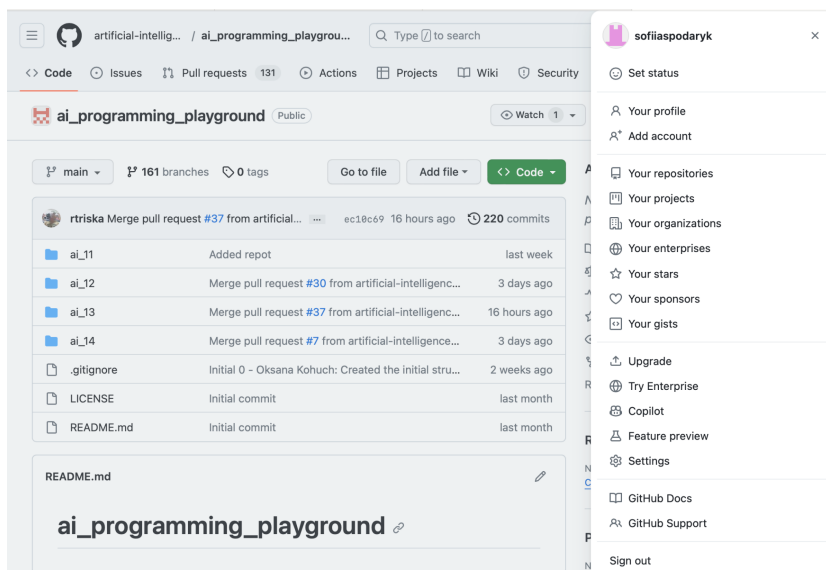 artificial-intellig... / ai_programming_playgrou...
Type / to search
Code Issues Pull requests 131 Actions Projects Wiki Security
ai_programming_playground Public
Watch 1
main 161 branches 0 tags Go to file Add file Code
rtriska Merge pull request #37 from artificial... ... ec10c69 16 hours ago 220 commits
ai_11 Added repot last week
ai_12 Merge pull request #30 from artificial-intelligenc... 3 days ago
ai_13 Merge pull request #37 from artificial-intelligenc... 16 hours ago
ai_14 Merge pull request #7 from artificial-intelligence... 3 days ago
.gitignore Initial 0 - Oksana Kohuch: Created the initial stru... 2 weeks ago
LICENSE Initial commit last month
README.md Initial commit last month
README.md
ai_programming_playground
sofiiaspodaryk
Set status
Your profile
Add account
Your repositories
Your projects
Your organizations
Your enterprises
Your stars
Your sponsors
Your gists
Upgrade
Try Enterprise
Copilot
Feature preview
Settings
GitHub Docs
GitHub Support
Sign out